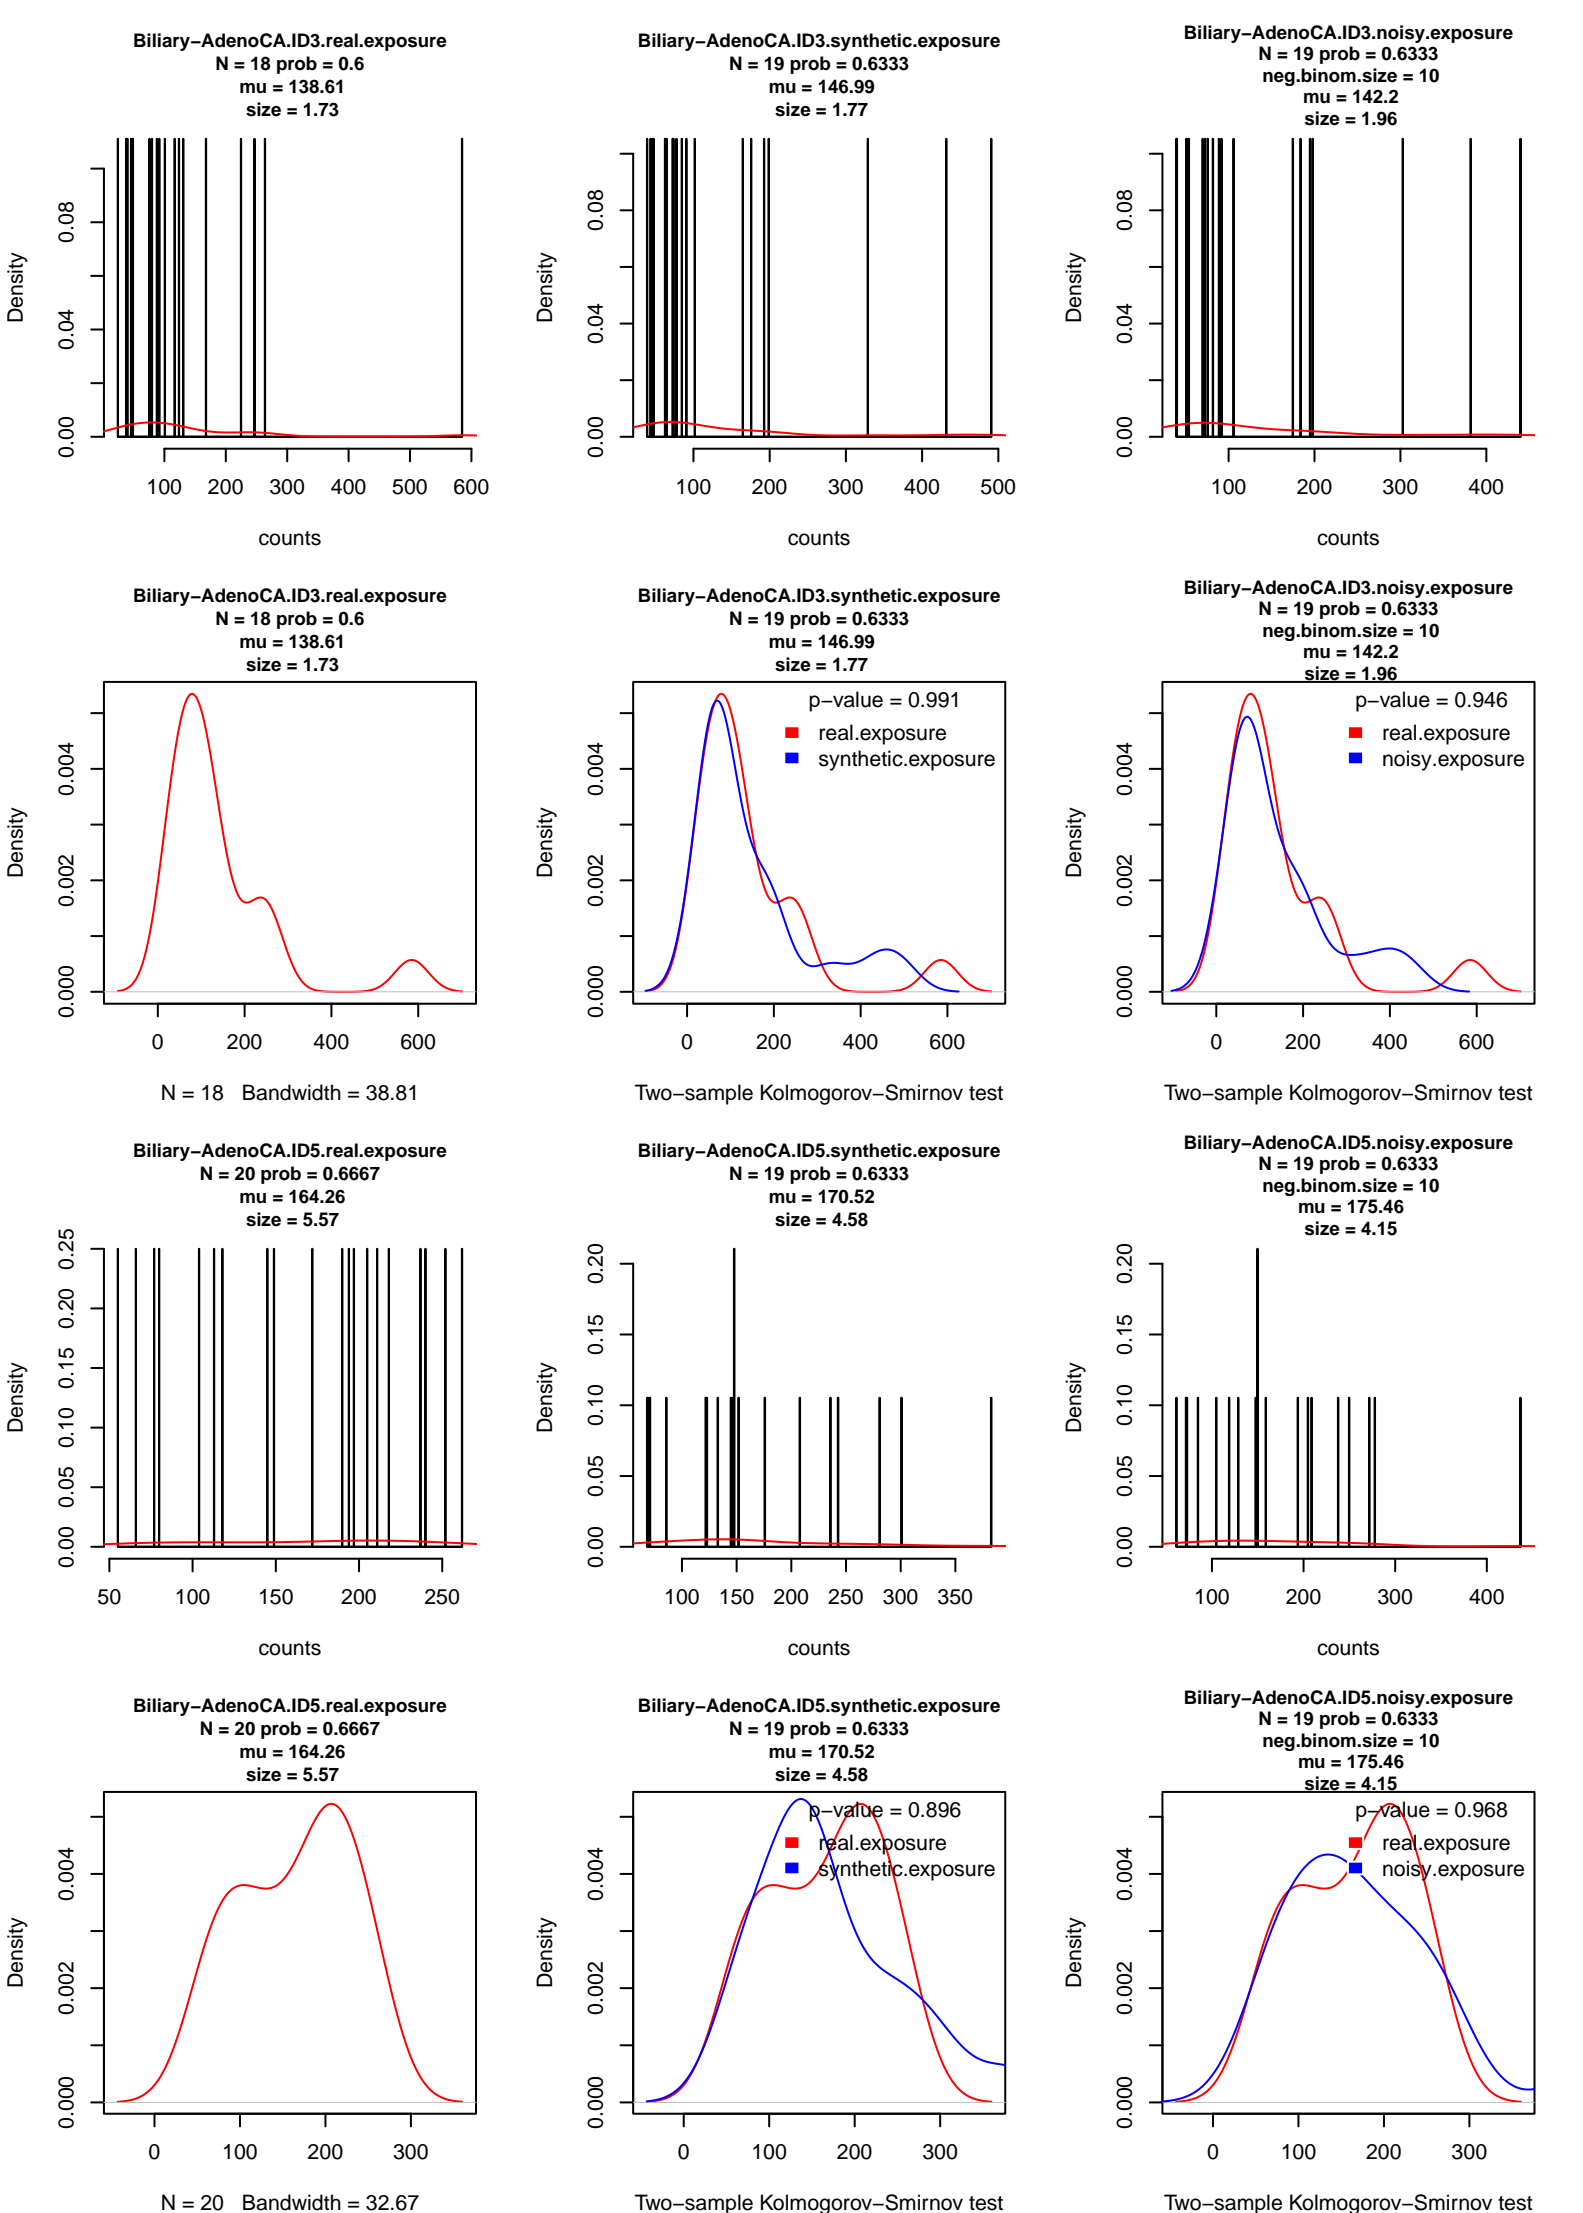 Biliary−AdenoCA.ID3.real.exposure
N = 18 prob = 0.6
mu = 138.61
size = 1.73
Density
0.00 0.04 0.08
100 200 300 400 500 600
counts
Biliary−AdenoCA.ID3.synthetic.exposure
N = 19 prob = 0.6333
mu = 146.99
size = 1.77
Density
0.00 0.04 0.08
100 200 300 400 500
counts
Biliary−AdenoCA.ID3.noisy.exposure
N = 19 prob = 0.6333
neg.binom.size = 10
mu = 142.2
size = 1.96
Density
0.00 0.04 0.08
100 200 300 400
counts
Biliary−AdenoCA.ID3.real.exposure
N = 18 prob = 0.6
mu = 138.61
size = 1.73
Density
0.000 0.002 0.004
0 200 400 600
N = 18 Bandwidth = 38.81
Biliary−AdenoCA.ID3.synthetic.exposure
N = 19 prob = 0.6333
mu = 146.99
size = 1.77
p−value = 0.991
real.exposure
synthetic.exposure
Density
0.000 0.002 0.004
0 200 400 600
Two−sample Kolmogorov−Smirnov test
Biliary−AdenoCA.ID3.noisy.exposure
N = 19 prob = 0.6333
neg.binom.size = 10
mu = 142.2
size = 1.96
p−value = 0.946
real.exposure
noisy.exposure
Density
0.000 0.002 0.004
0 200 400 600
Two−sample Kolmogorov−Smirnov test
Biliary−AdenoCA.ID5.real.exposure
N = 20 prob = 0.6667
mu = 164.26
size = 5.57
Density
0.00 0.05 0.10 0.15 0.20 0.25
50 100 150 200 250
counts
Biliary−AdenoCA.ID5.synthetic.exposure
N = 19 prob = 0.6333
mu = 170.52
size = 4.58
Density
0.00 0.05 0.10 0.15 0.20
100 150 200 250 300 350
counts
Biliary−AdenoCA.ID5.noisy.exposure
N = 19 prob = 0.6333
neg.binom.size = 10
mu = 175.46
size = 4.15
Density
0.00 0.05 0.10 0.15 0.20
100 200 300 400
counts
Biliary−AdenoCA.ID5.real.exposure
N = 20 prob = 0.6667
mu = 164.26
size = 5.57
Density
0.000 0.002 0.004
0 100 200 300
N = 20 Bandwidth = 32.67
Biliary−AdenoCA.ID5.synthetic.exposure
N = 19 prob = 0.6333
mu = 170.52
size = 4.58
p−value = 0.896
real.exposure
synthetic.exposure
Density
0.000 0.002 0.004
0 100 200 300
Two−sample Kolmogorov−Smirnov test
Biliary−AdenoCA.ID5.noisy.exposure
N = 19 prob = 0.6333
neg.binom.size = 10
mu = 175.46
size = 4.15
p−value = 0.968
real.exposure
noisy.exposure
Density
0.000 0.002 0.004
0 100 200 300
Two−sample Kolmogorov−Smirnov test